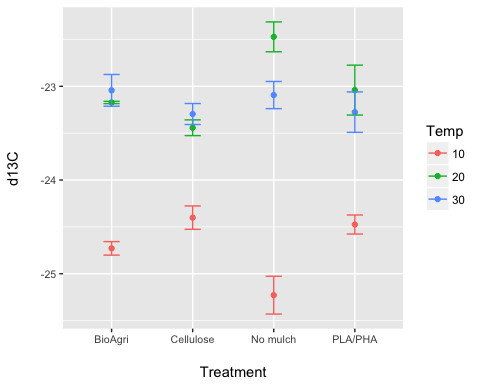 d13C
-23
-24
-25
BioAgri
Cellulose
No mulch
PLA/PHA
Treatment
Temp
10
20
30